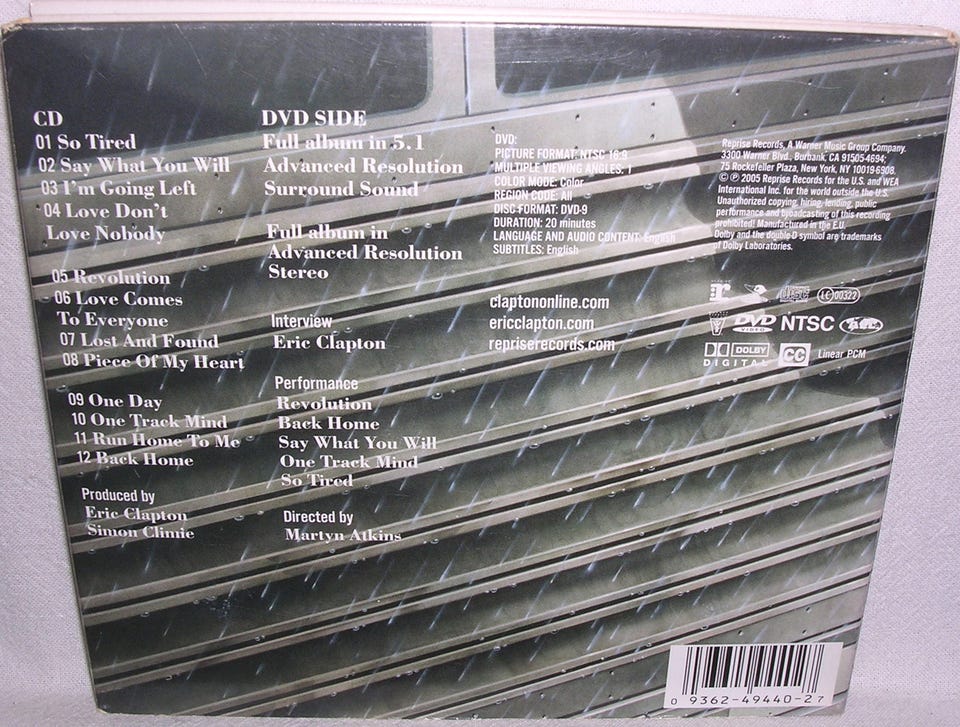 CD
01 So Tired
02 Say What You Will
03 I'm Going Left
04 Love Don't
Love Nobody
05 Revolution
06 Love Comes
To Everyone
07 Lost And Found
08 Piece Of My Heart
09 One Day
10 One Track Mind
11 Run Home To Me
12 Back Home
Produced by
Eric Clapton
Simon Climie
DVD SIDE
Full album in 5.1
Advanced Resolution
Surround Sound
Full album in
Advanced Resolution
Stereo
Interview
Eric Clapton
Performance
Revolution
Back Home
Say What You Will
One Track Mind
So Tired
Directed by
Martyn Atkins
DVD:
PICTURE FORMAT: NTSC 16:9
MULTIPLE VIEWING ANGLES: 1
COLOR MODE: Color
REGION CODE: All
DISC FORMAT: DVD-9
DURATION: 20 minutes
LANGUAGE AND AUDIO CONTENT: English
SUBTITLES: English
claptononline.com
ericclapton.com
repriserecords.com
Reprise Records, A Warner Music Group Company.
3300 Warner Blvd. Burbank, CA 91505-4694;
75 Rockefeller Plaza, New York, NY 10019-6908.
© ℗ 2005 Reprise Records for the U.S. and WEA
International Inc. for the world outside the U.S.
Unauthorized copying, hiring, lending, public
performance and broadcasting of this recording
prohibited! Manufactured in the E.U.
Dolby and the double-D symbol are trademarks
of Dolby Laboratories.
r DISC LC 00322
DVD VIDEO NTSC
DOLBY DIGITAL CC Linear PCM
0 9362-49440-2 7